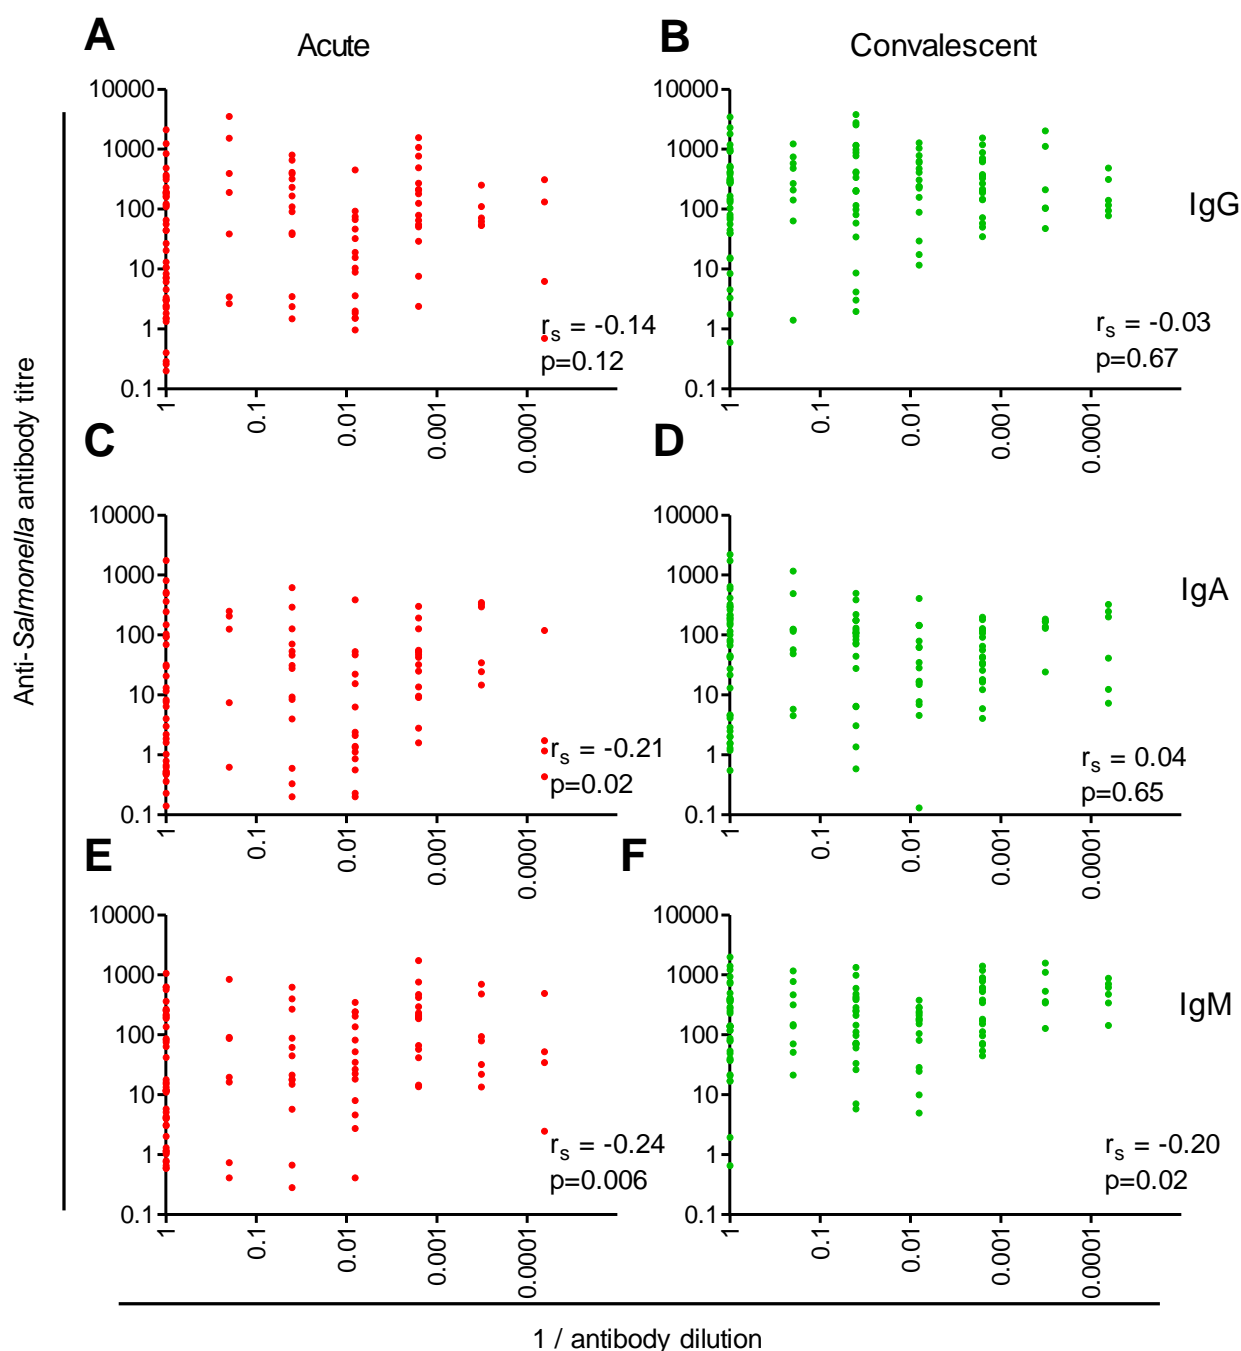 A
Acute
B
Convalescent
10000
1000
100
10
1
0.1
1
0.1
0.01
0.001
0.0001
rs = -0.14
p=0.12
10000
1000
100
10
1
0.1
1
0.1
0.01
0.001
0.0001
rs = -0.03
p=0.67
IgG
C
10000
1000
100
10
1
0.1
1
0.1
0.01
0.001
0.0001
rs = -0.21
p=0.02
D
10000
1000
100
10
1
0.1
1
0.1
0.01
0.001
0.0001
rs = 0.04
p=0.65
IgA
E
10000
1000
100
10
1
0.1
1
0.1
0.01
0.001
0.0001
rs = -0.24
p=0.006
F
10000
1000
100
10
1
0.1
1
0.1
0.01
0.001
0.0001
rs = -0.20
p=0.02
IgM
Anti-Salmonella antibody titre
1 / antibody dilution